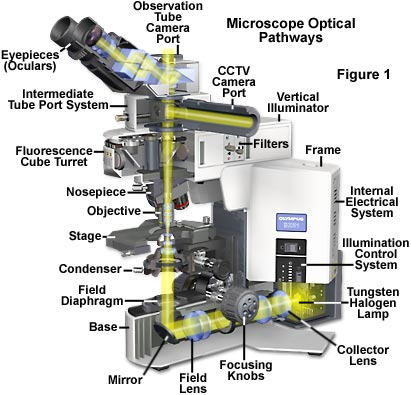 Observation
Tube
Camera
Port
Microscope Optical
Pathways
Eyepieces
(Oculars)
CCTV
Camera
Port
Figure 1
Intermediate
Tube Port System
Vertical
Illuminator
Fluorescence
Cube Turret
Filters
Frame
Nosepiece
Internal
Electrical
System
Objective
OLYMPUS
Stage
Illumination
Control
System
Condenser
Field
Diaphragm
Tungsten
Halogen
Lamp
Base
Mirror
Field
Lens
Focusing
Knobs
Collector
Lens